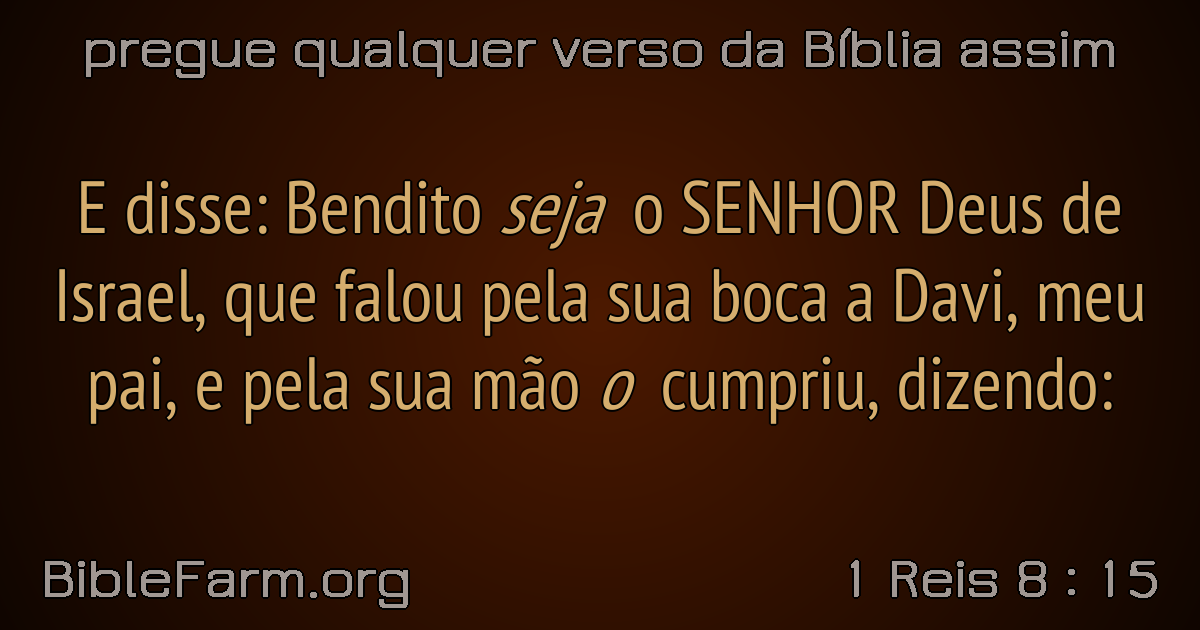 pregue qualquer verso da Bíblia assim
E disse: Bendito seja o SENHOR Deus de
Israel, que falou pela sua boca a Davi, meu
pai, e pela sua mão o cumpriu, dizendo:
BibleFarm.org
1 Reis 8 : 15